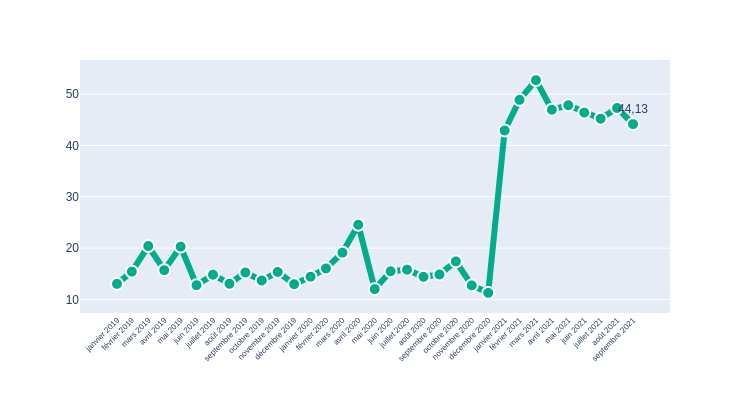 50
40
30
20
10
44,13
janvier 2019
février 2019
mars 2019
avril 2019
mai 2019
juin 2019
juillet 2019
août 2019
septembre 2019
octobre 2019
novembre 2019
décembre 2019
janvier 2020
février 2020
mars 2020
avril 2020
mai 2020
juin 2020
juillet 2020
août 2020
septembre 2020
octobre 2020
novembre 2020
décembre 2020
janvier 2021
février 2021
mars 2021
avril 2021
mai 2021
juin 2021
juillet 2021
août 2021
septembre 2021